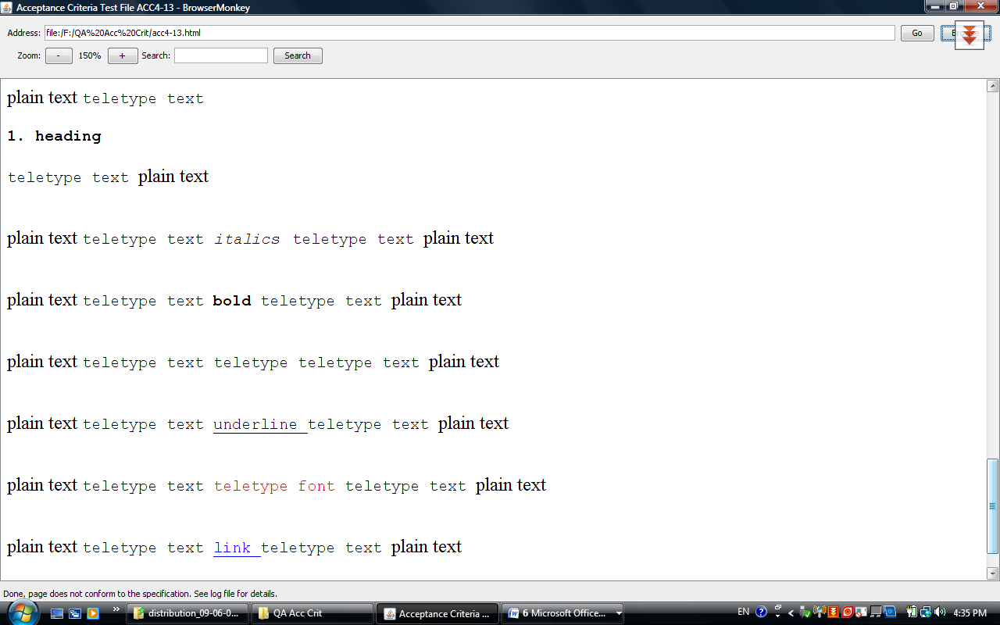 Acceptance Criteria Test File ACC4-13 - BrowserMonkey
Address: file:/F:/QA%20Acc%20Crit/acc4-13.html Go
Zoom: - 150% + Search: Search
plain text teletype text
1. heading
teletype text plain text
plain text teletype text italics teletype text plain text
plain text teletype text bold teletype text plain text
plain text teletype text teletype teletype text plain text
plain text teletype text underline teletype text plain text
plain text teletype text teletype font teletype text plain text
plain text teletype text link teletype text plain text
Done, page does not conform to the specification. See log file for details.
distribution_09-06-0... QA Acc Crit Acceptance Criteria ... 6 Microsoft Office... EN 4:35 PM